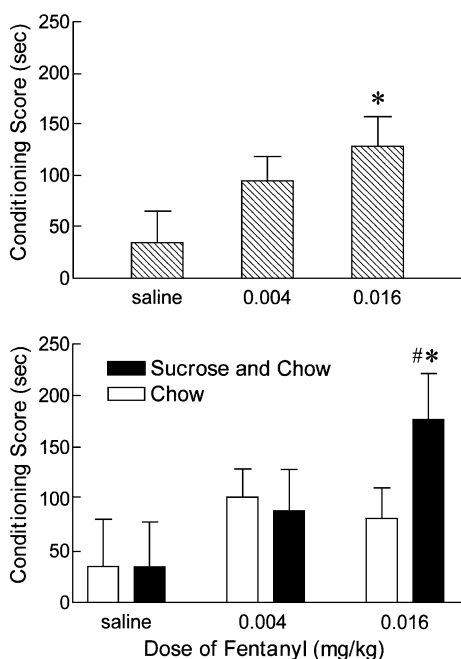 Conditioning Score (sec)
250
200
150
100
50
0
*
saline 0.004 0.016
Conditioning Score (sec)
250
200
150
100
50
0
Sucrose and Chow
Chow
#*
saline 0.004 0.016
Dose of Fentanyl (mg/kg)